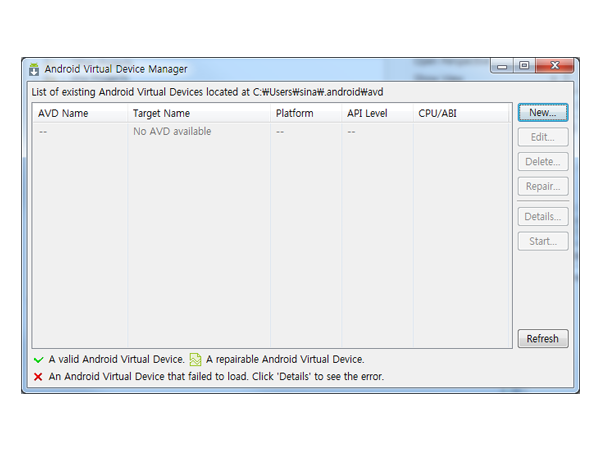 Android Virtual Device Manager
List of existing Android Virtual Devices located at C:₩Users₩sina₩.android₩avd
AVD Name Target Name Platform API Level CPU/ABI
-- No AVD available -- --
New...
Edit...
Delete...
Repair...
Details...
Start...
Refresh
A valid Android Virtual Device. A repairable Android Virtual Device.
An Android Virtual Device that failed to load. Click 'Details' to see the error.